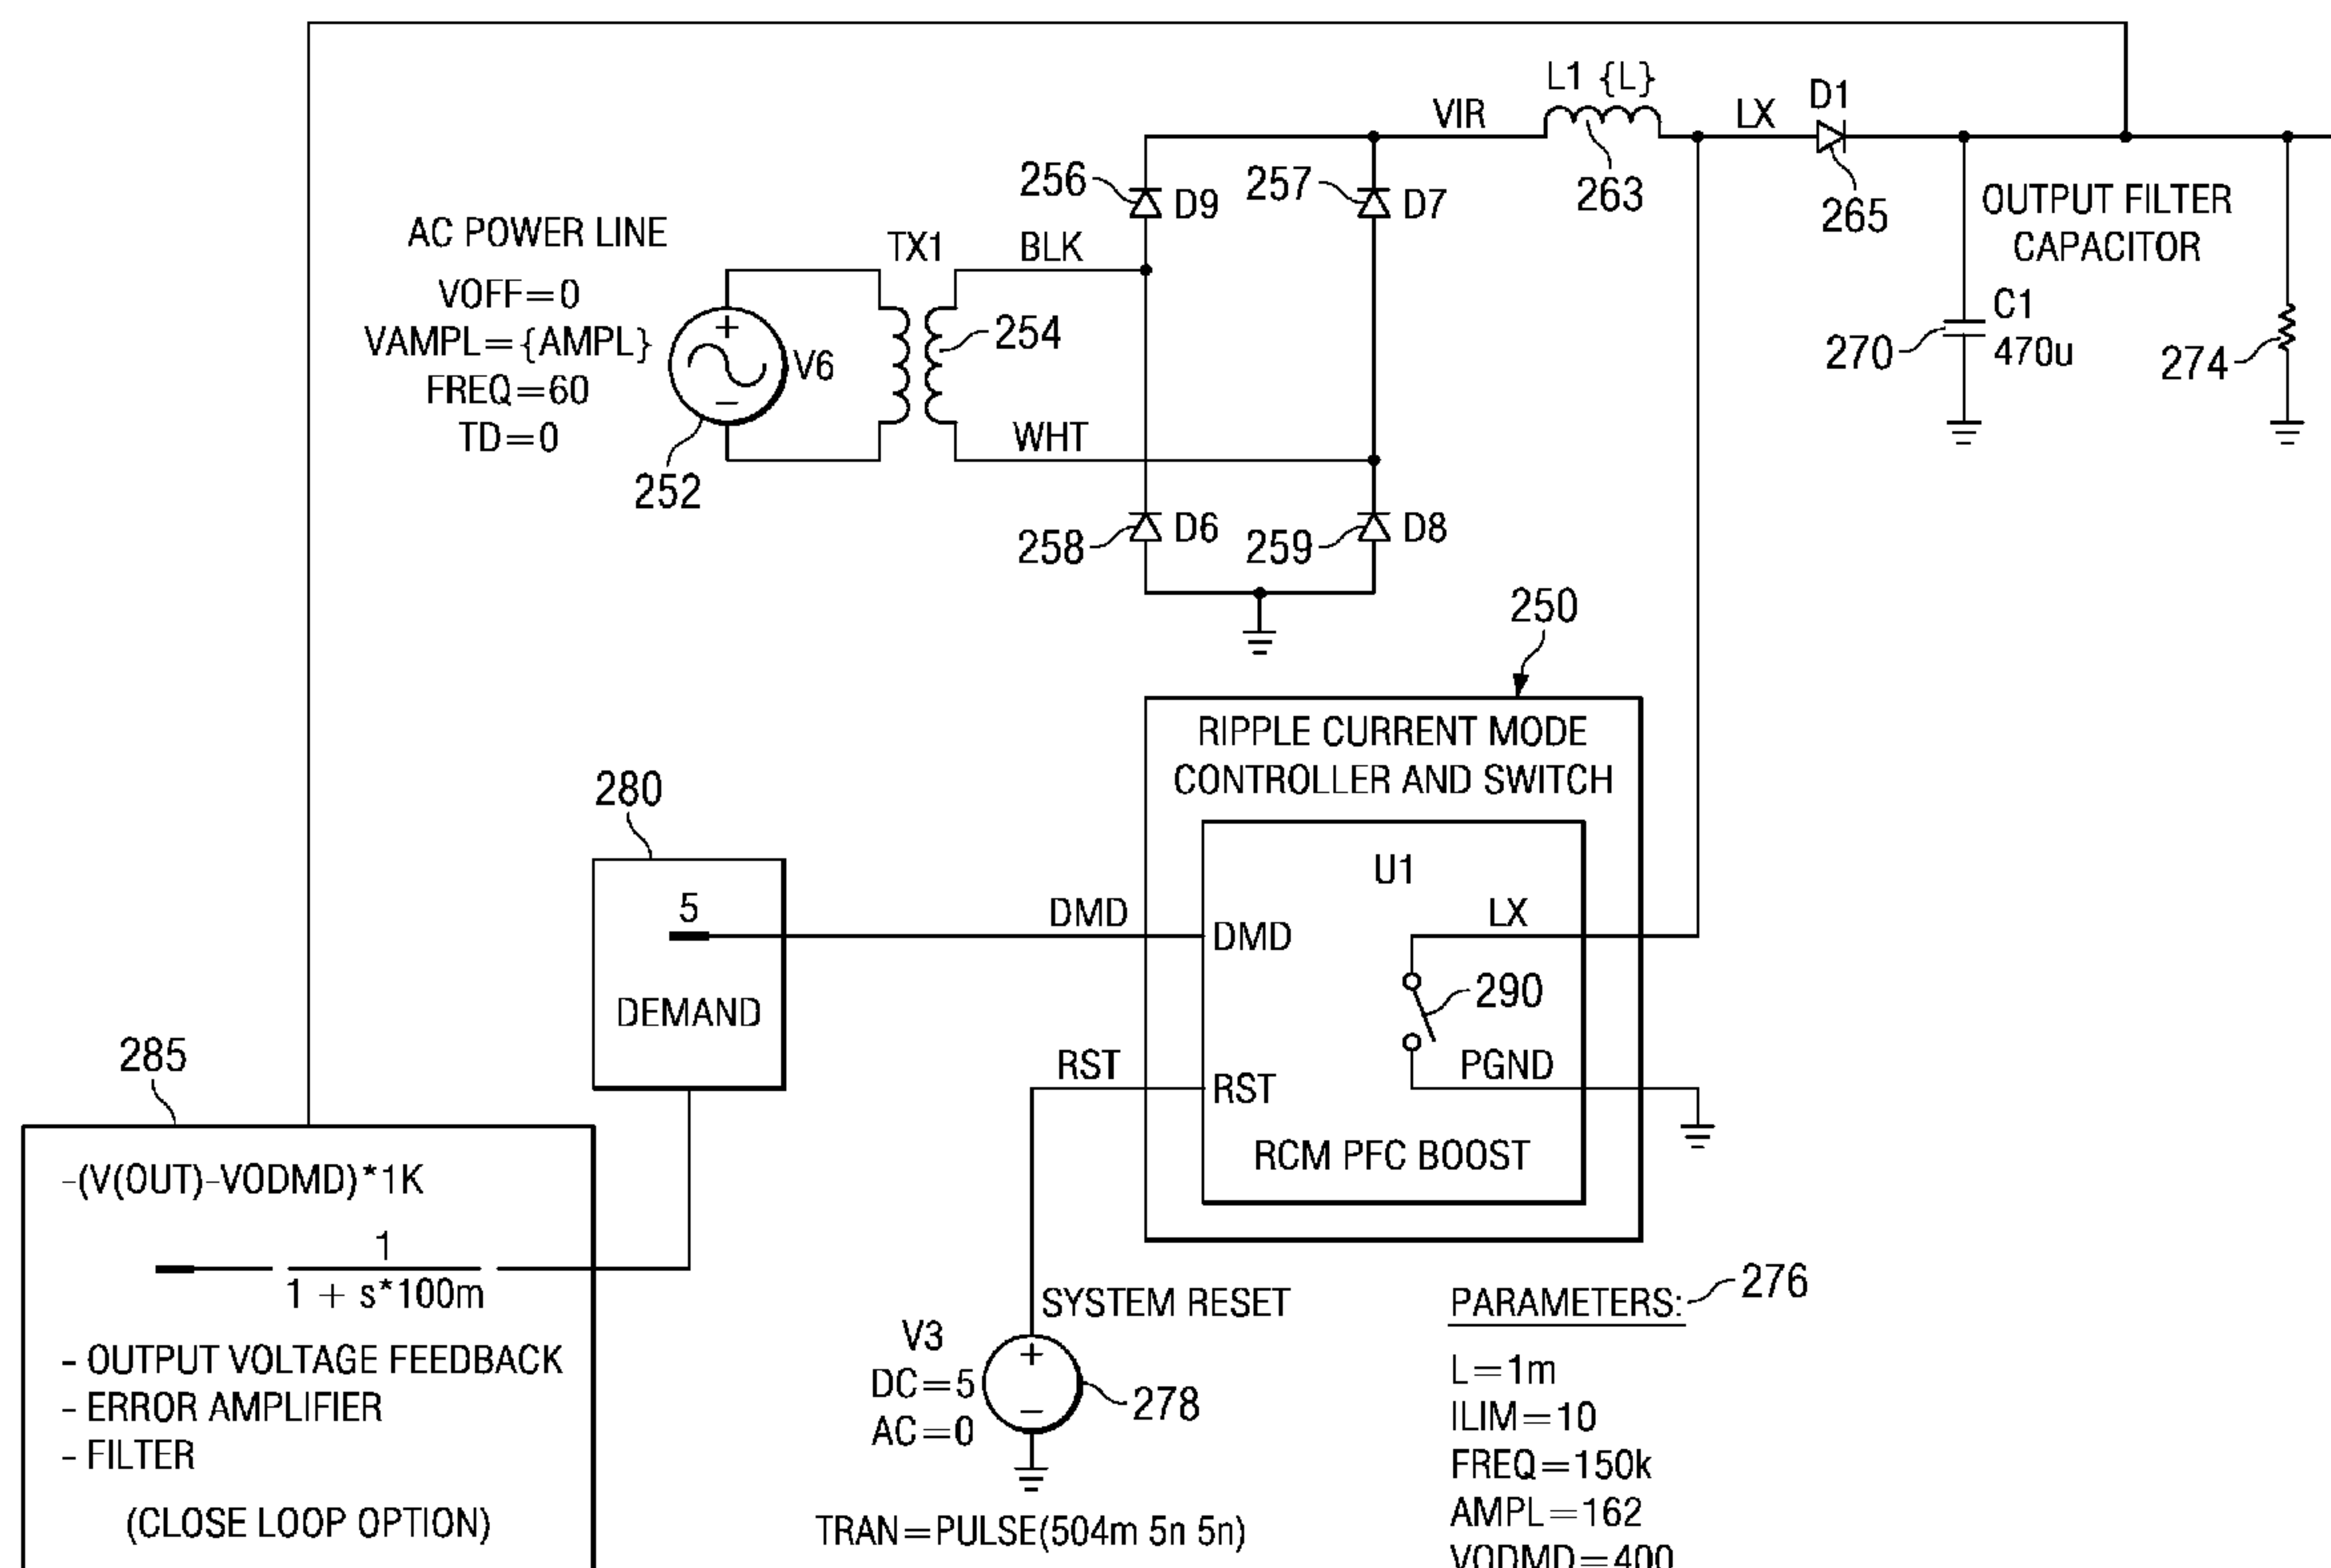 L1 {L}
VIR
LX
D1
263
265
OUTPUT FILTER
CAPACITOR
C1
470u
270
274
256
D9
257
D7
AC POWER LINE
VOFF=0
VAMPL={AMPL}
FREQ=60
TD=0
V6
252
TX1
BLK
254
WHT
258
D6
259
D8
250
RIPPLE CURRENT MODE
CONTROLLER AND SWITCH
U1
LX
DMD
DMD
290
PGND
RST
RST
RCM PFC BOOST
280
5
DEMAND
285
-(V(OUT)-VODMD)*1K
1
1 + s*100m
- OUTPUT VOLTAGE FEEDBACK
- ERROR AMPLIFIER
- FILTER
(CLOSE LOOP OPTION)
SYSTEM RESET
V3
DC=5
AC=0
278
TRAN=PULSE(504m 5n 5n)
PARAMETERS:
276
L=1m
ILIM=10
FREQ=150k
AMPL=162
VODMD=400